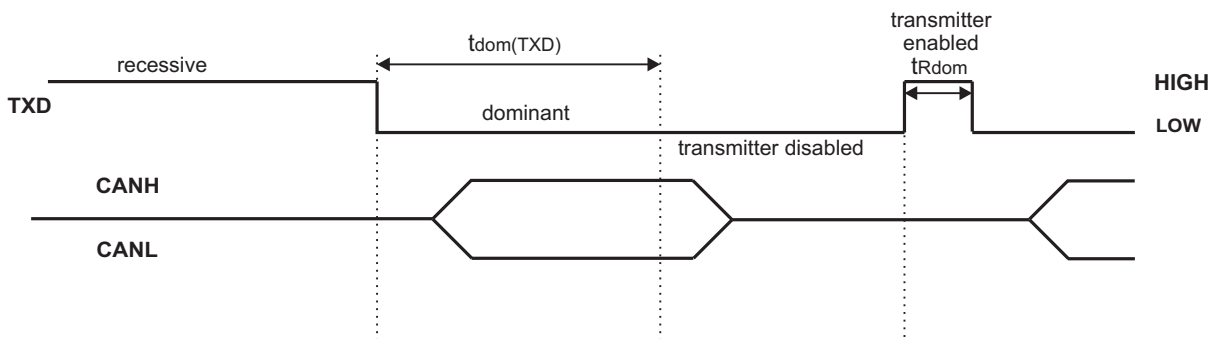 transmitter
enabled
tRdom
tdom(TXD)
recessive
HIGH
TXD
dominant
LOW
transmitter disabled
CANH
CANL